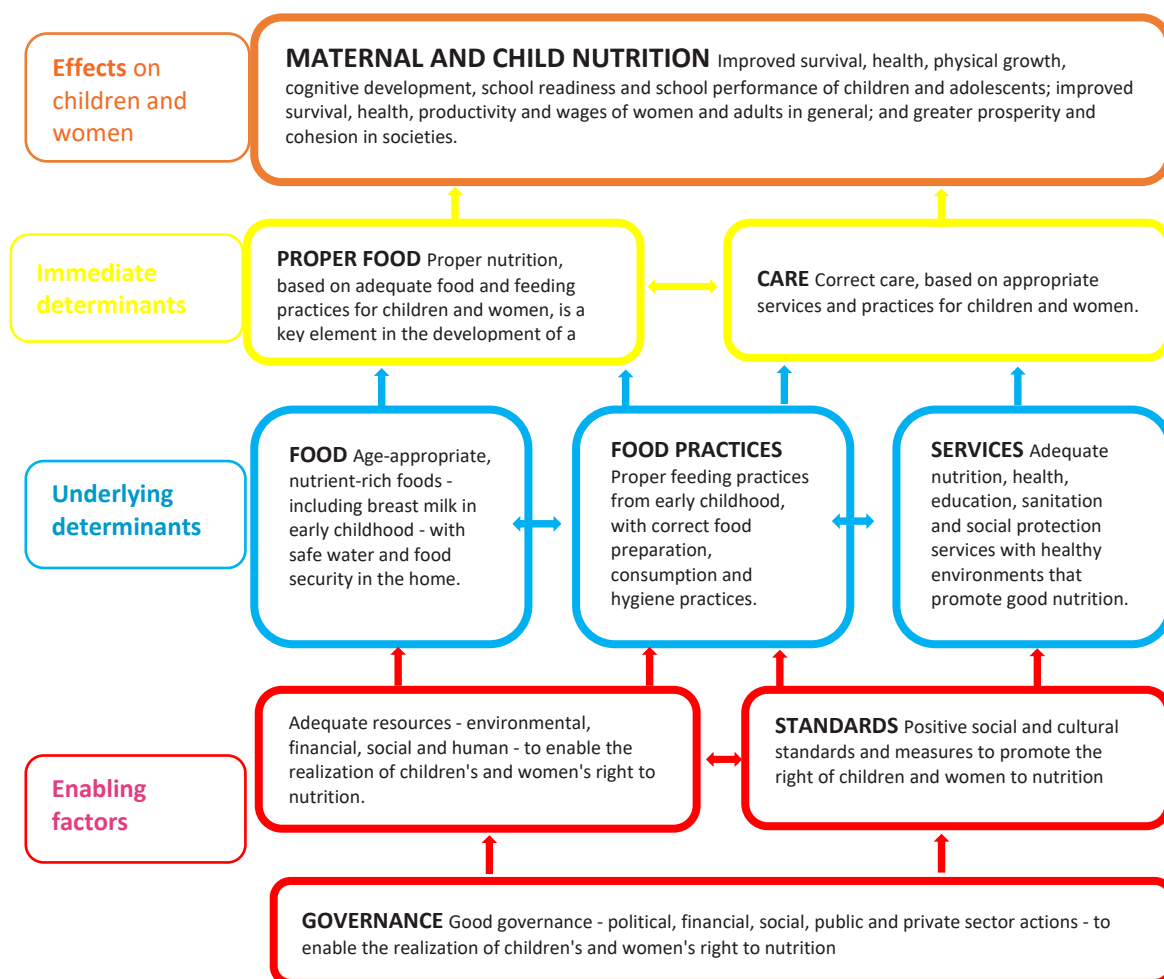 Effects on
children and
women
MATERNAL AND CHILD NUTRITION Improved survival, health, physical growth,
cognitive development, school readiness and school performance of children and adolescents; improved
survival, health, productivity and wages of women and adults in general; and greater prosperity and
cohesion in societies.
Immediate
determinants
PROPER FOOD Proper nutrition,
based on adequate food and feeding
practices for children and women, is a
key element in the development of a
CARE Correct care, based on appropriate
services and practices for children and women.
Underlying
determinants
FOOD Age-appropriate,
nutrient-rich foods -
including breast milk in
early childhood - with
safe water and food
security in the home.
FOOD PRACTICES
Proper feeding practices
from early childhood,
with correct food
preparation,
consumption and
hygiene practices.
SERVICES Adequate
nutrition, health,
education, sanitation
and social protection
services with healthy
environments that
promote good nutrition.
Enabling
factors
Adequate resources - environmental,
financial, social and human - to enable the
realization of children's and women's right to
nutrition.
STANDARDS Positive social and cultural
standards and measures to promote the
right of children and women to nutrition
GOVERNANCE Good governance - political, financial, social, public and private sector actions - to
enable the realization of children's and women's right to nutrition